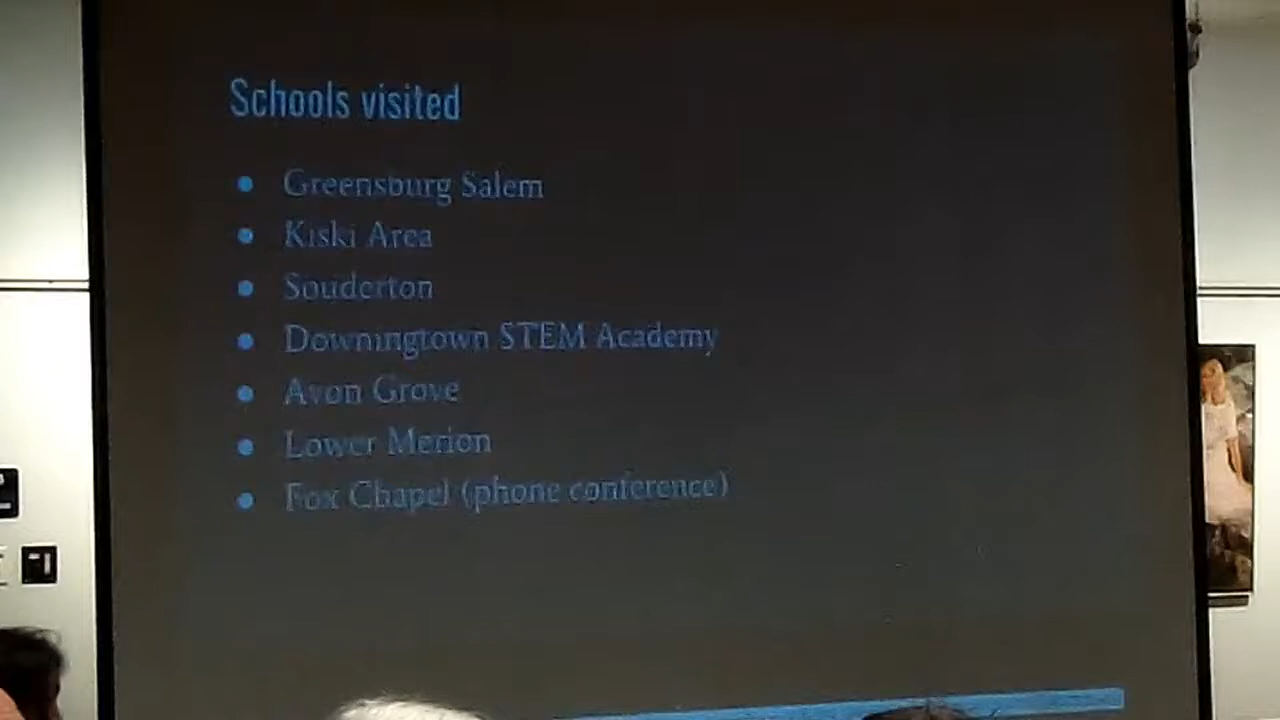 Schools visited
• Greensburg Salem
• Kiski Area
• Souderton
• Downingtown STEM Academy
• Avon Grove
• Lower Merion
• Fox Chapel (phone conference)